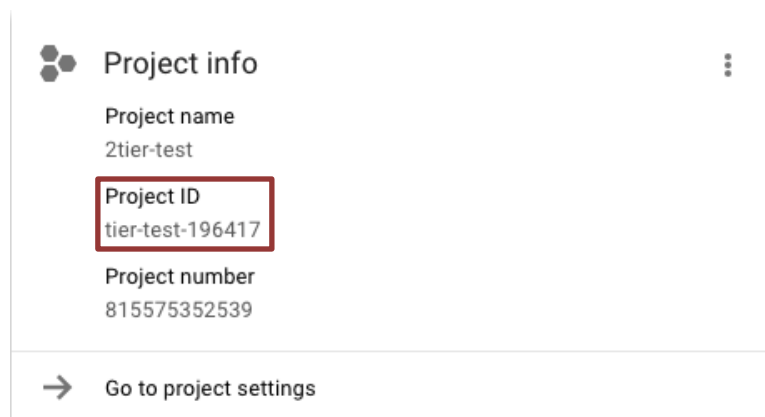 Project info
Project name
2tier-test
Project ID
tier-test-196417
Project number
815575352539
Go to project settings